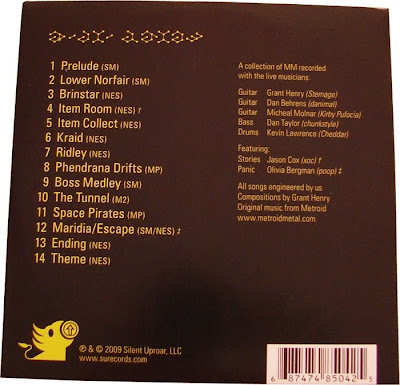 1 Prelude (SM)
2 Lower Norfair (SM)
3 Brinstar (NES)
4 Item Room (NES) †
5 Item Collect (NES)
6 Kraid (NES)
7 Ridley (NES)
8 Phendrana Drifts (MP)
9 Boss Medley (SM)
10 The Tunnel (M2)
11 Space Pirates (MP)
12 Maridia/Escape (SM/NES) ‡
13 Ending (NES)
14 Theme (NES)
℗ & © 2009 Silent Uproar, LLC
www.surecords.com
A collection of MM recorded
with the live musicians:
Guitar Grant Henry (Stemage)
Guitar Dan Behrens (danimal)
Guitar Micheal Molnar (Kirby Pufocia)
Bass Dan Taylor (chunkstyle)
Drums Kevin Lawrence (Cheddar)
Featuring:
Stories Jason Cox (xoc) †
Panic Olivia Bergman (poop) ‡
All songs engineered by us
Compositions by Grant Henry
Original music from Metroid
www.metroidmetal.com
6 87474 85042 5